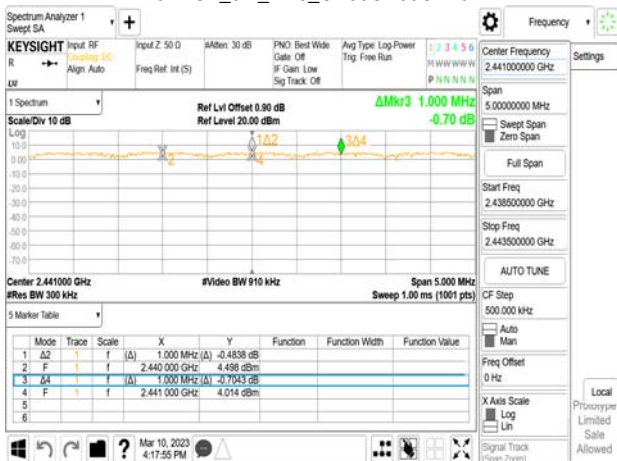 Spectrum Analyzer 1
Swept SA
+
Frequency
KEYSIGHT
Input: RF
Coupling: DC
Align: Auto
Input Z: 50 Ω
Freq Ref: Int (S)
#Atten: 30 dB
PNO: Best Wide
Gate: Off
IF Gain: Low
Sig Track: Off
Avg Type: Log-Power
Trig: Free Run
1 2 3 4 5 6
M W W W W W
P N N N N N
R
LXI
1 Spectrum
Scale/Div 10 dB
Ref Lvl Offset 0.90 dB
Ref Level 20.00 dBm
ΔMkr3 1.000 MHz
-0.70 dB
Log
10.0
0.00
-10.0
-20.0
-30.0
-40.0
-50.0
-60.0
-70.0
2
1Δ2
4
3Δ4
Center 2.441000 GHz
#Video BW 910 kHz
Span 5.000 MHz
#Res BW 300 kHz
Sweep 1.00 ms (1001 pts)
5 Marker Table
Mode Trace Scale X Y Function Function Width Function Value
1 Δ2 1 f (Δ) 1.000 MHz (Δ) -0.4838 dB
2 F 1 f 2.440 000 GHz 4.498 dBm
3 Δ4 1 f (Δ) 1.000 MHz (Δ) -0.7043 dB
4 F 1 f 2.441 000 GHz 4.014 dBm
5
6
?
Mar 10, 2023
4:17:55 PM
Center Frequency
2.441000000 GHz
Settings
Span
5.00000000 MHz
Swept Span
Zero Span
Full Span
Start Freq
2.438500000 GHz
Stop Freq
2.443500000 GHz
AUTO TUNE
CF Step
500.000 kHz
Auto
Man
Freq Offset
0 Hz
X Axis Scale
Log
Lin
Signal Track
(Span Zoom)
Local
Prototype
Limited
Sale
Allowed